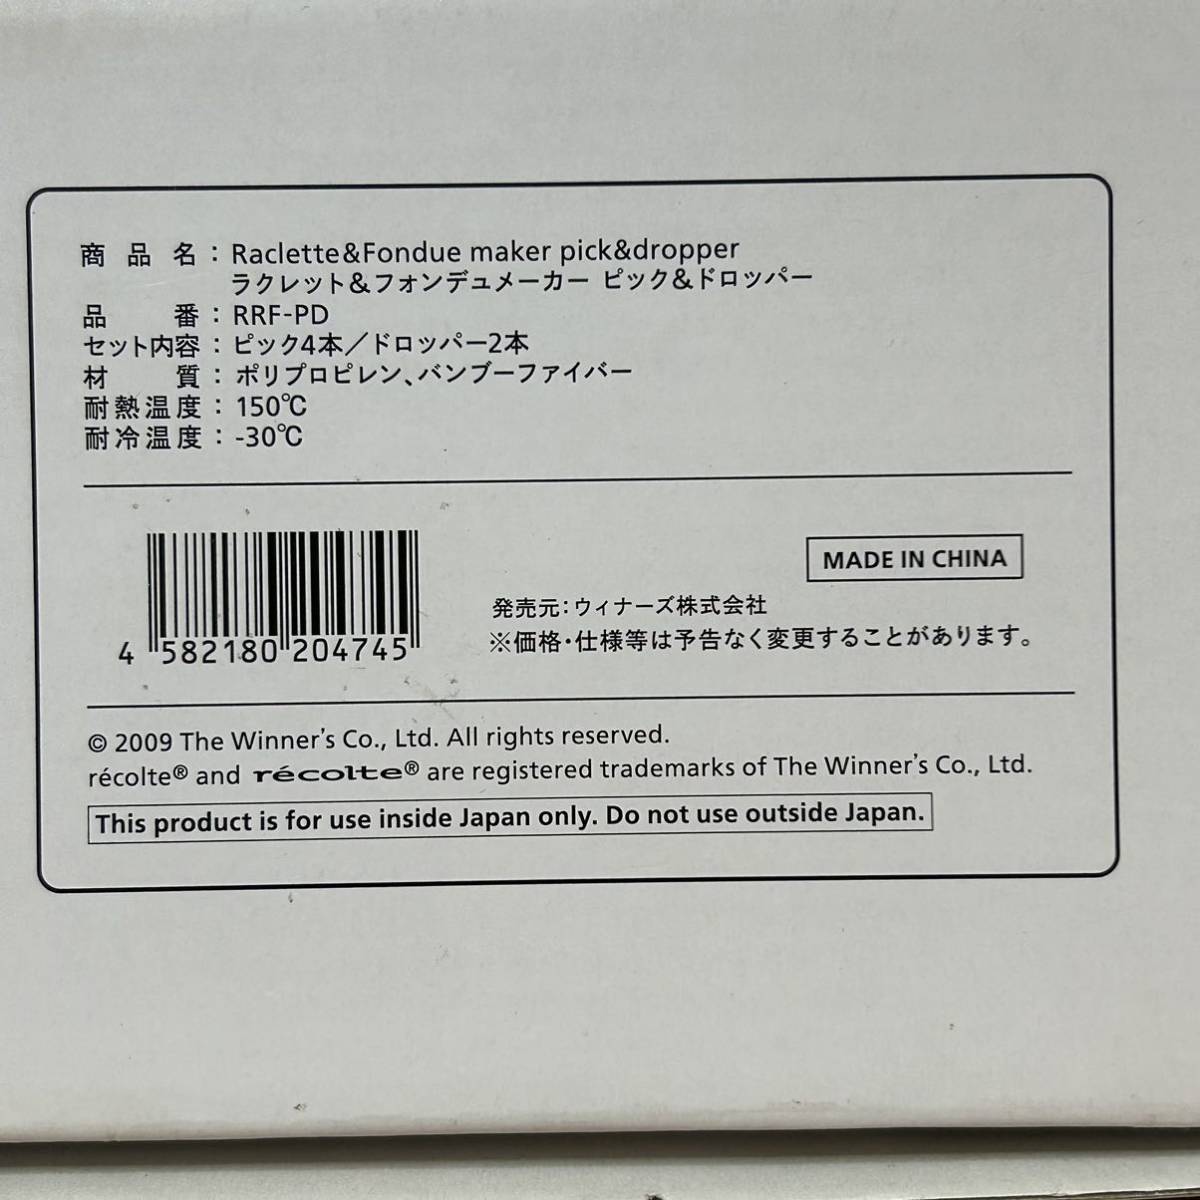 商品名：Raclette&Fondue maker pick&dropper
ラクレット&フォンデュメーカー ピック&ドロッパー
品番：RRF-PD
セット内容：ピック4本／ドロッパー2本
材質：ポリプロピレン、バンブーファイバー
耐熱温度：150℃
耐冷温度：-30℃
MADE IN CHINA
発売元：ウィナーズ株式会社
※価格・仕様等は予告なく変更することがあります。
4 582180 204745
© 2009 The Winner's Co., Ltd. All rights reserved.
récolte® and récolte® are registered trademarks of The Winner's Co., Ltd.
This product is for use inside Japan only. Do not use outside Japan.